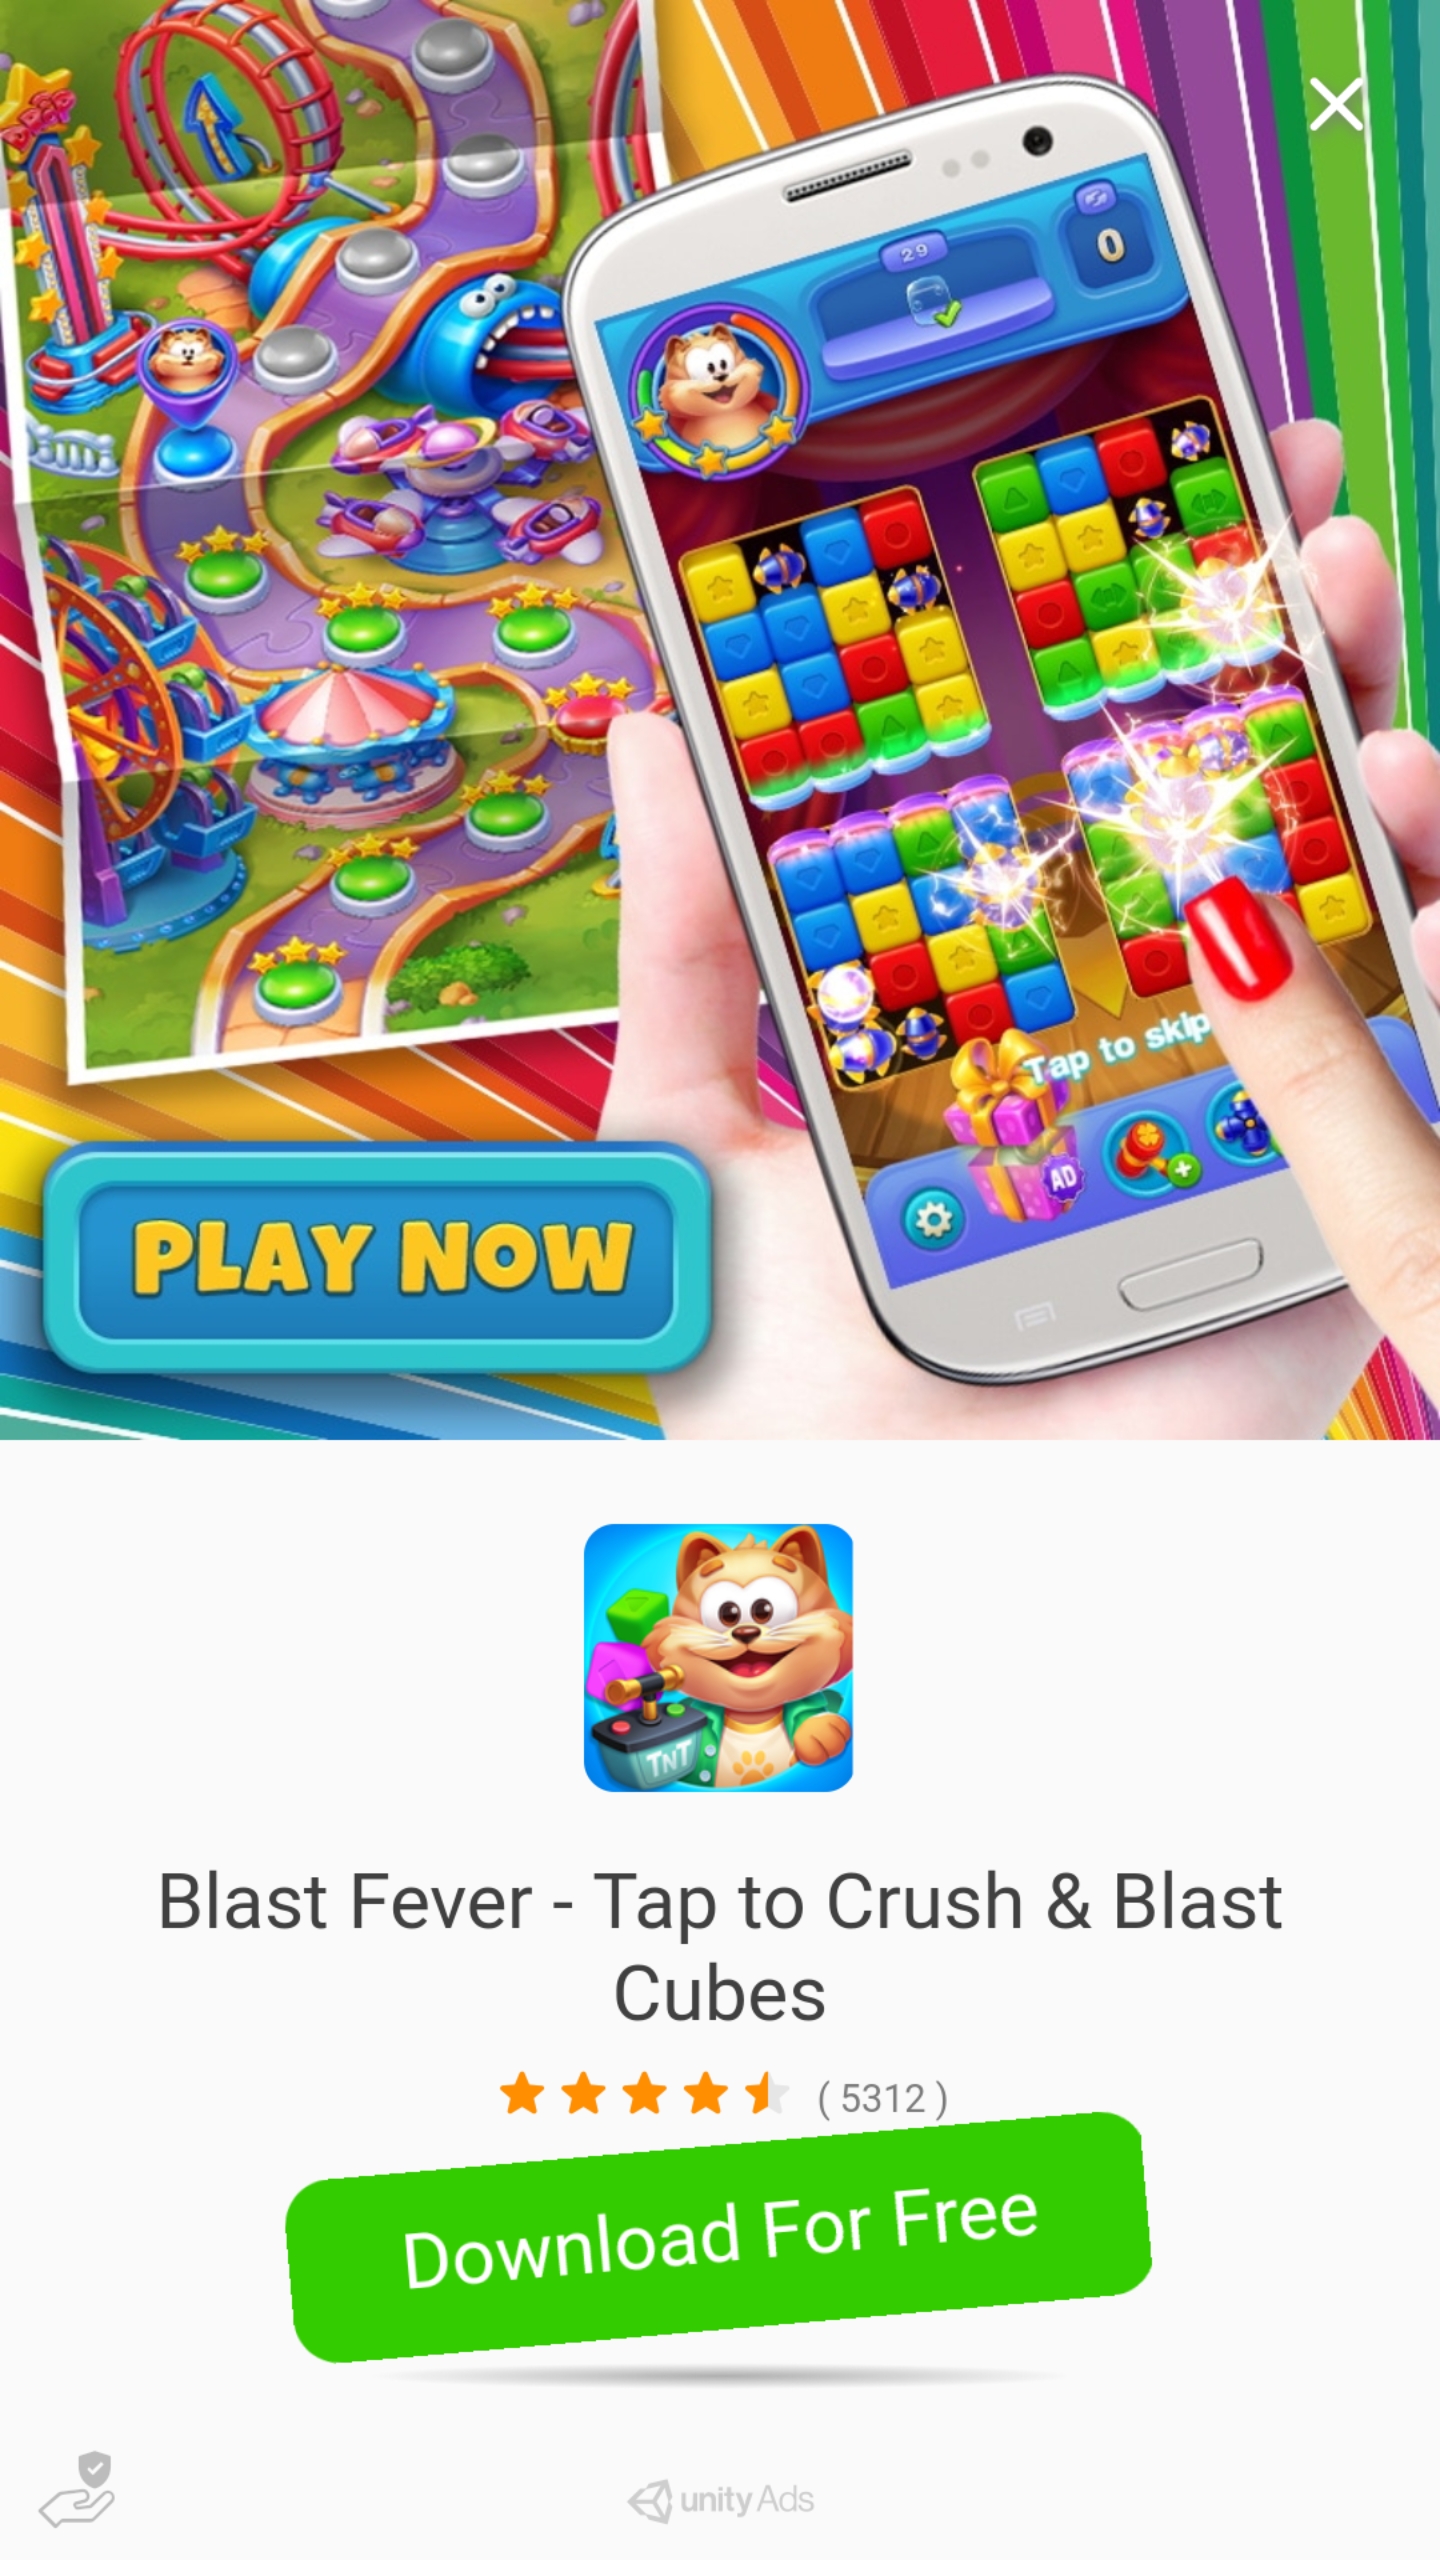 DROP
29
0
Tap to skip
AD
PLAY NOW
TNT
Blast Fever - Tap to Crush & Blast
Cubes
( 5312 )
Download For Free
unity Ads